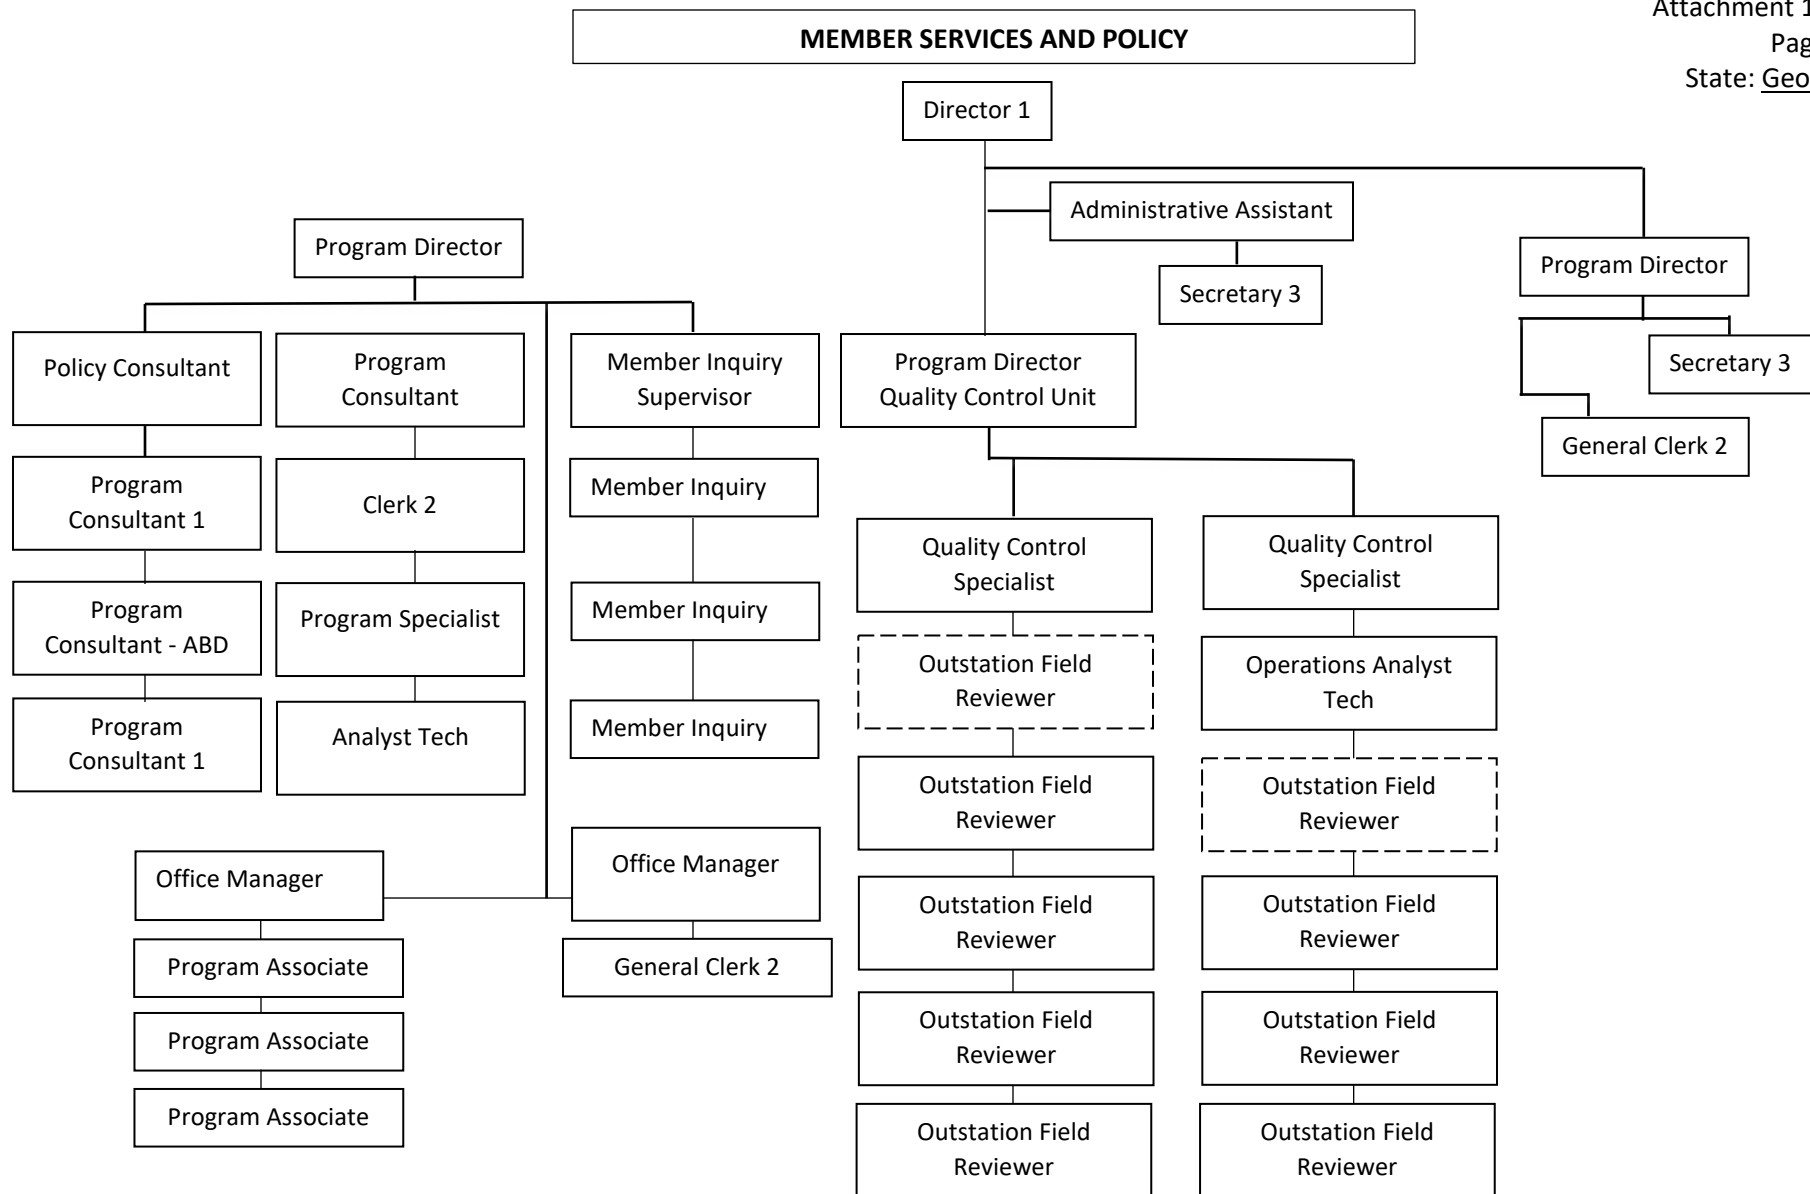 Attachment 1
MEMBER SERVICES AND POLICY
State:
Director 1
Administrative Assistant
Secretary 3
Program Director
Program Director
Secretary 3
General Clerk 2
Policy Consultant
Program
Consultant
Member Inquiry
Supervisor
Program Director
Quality Control Unit
Program
Consultant 1
Clerk 2
Member Inquiry
Program
Consultant - ABD
Program Specialist
Member Inquiry
Program
Consultant 1
Analyst Tech
Member Inquiry
Quality Control
Specialist
Quality Control
Specialist
Outstation Field
Reviewer
Operations Analyst
Tech
Outstation Field
Reviewer
Outstation Field
Reviewer
Outstation Field
Reviewer
Outstation Field
Reviewer
Outstation Field
Reviewer
Outstation Field
Reviewer
Outstation Field
Reviewer
Outstation Field
Reviewer
Office Manager
Office Manager
Program Associate
General Clerk 2
Program Associate
Program Associate